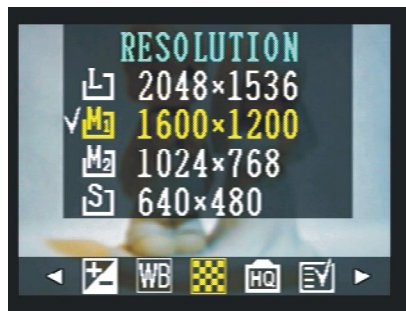 RESOLUTION
L 2048×1536
√M1 1600×1200
M2 1024×768
S 640×480
WB HQ